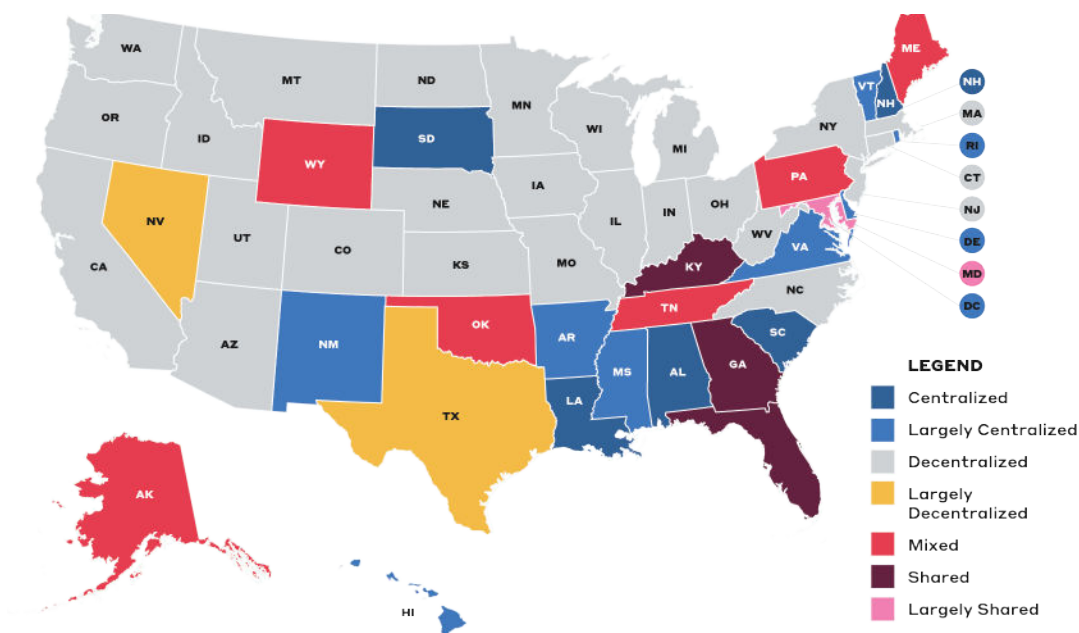 WA
MT
ND
MN
ME
VT
NH
NH
MA
OR
ID
SD
WI
NY
RI
MI
WY
PA
CT
NE
IA
NV
OH
NJ
IL
IN
UT
WV
CO
VA
DE
CA
KS
MO
KY
MD
NC
DC
TN
OK
AZ
NM
AR
SC
MS
AL
GA
LEGEND
LA
Centralized
TX
Largely Centralized
Decentralized
AK
Largely
Decentralized
Mixed
Shared
HI
Largely Shared